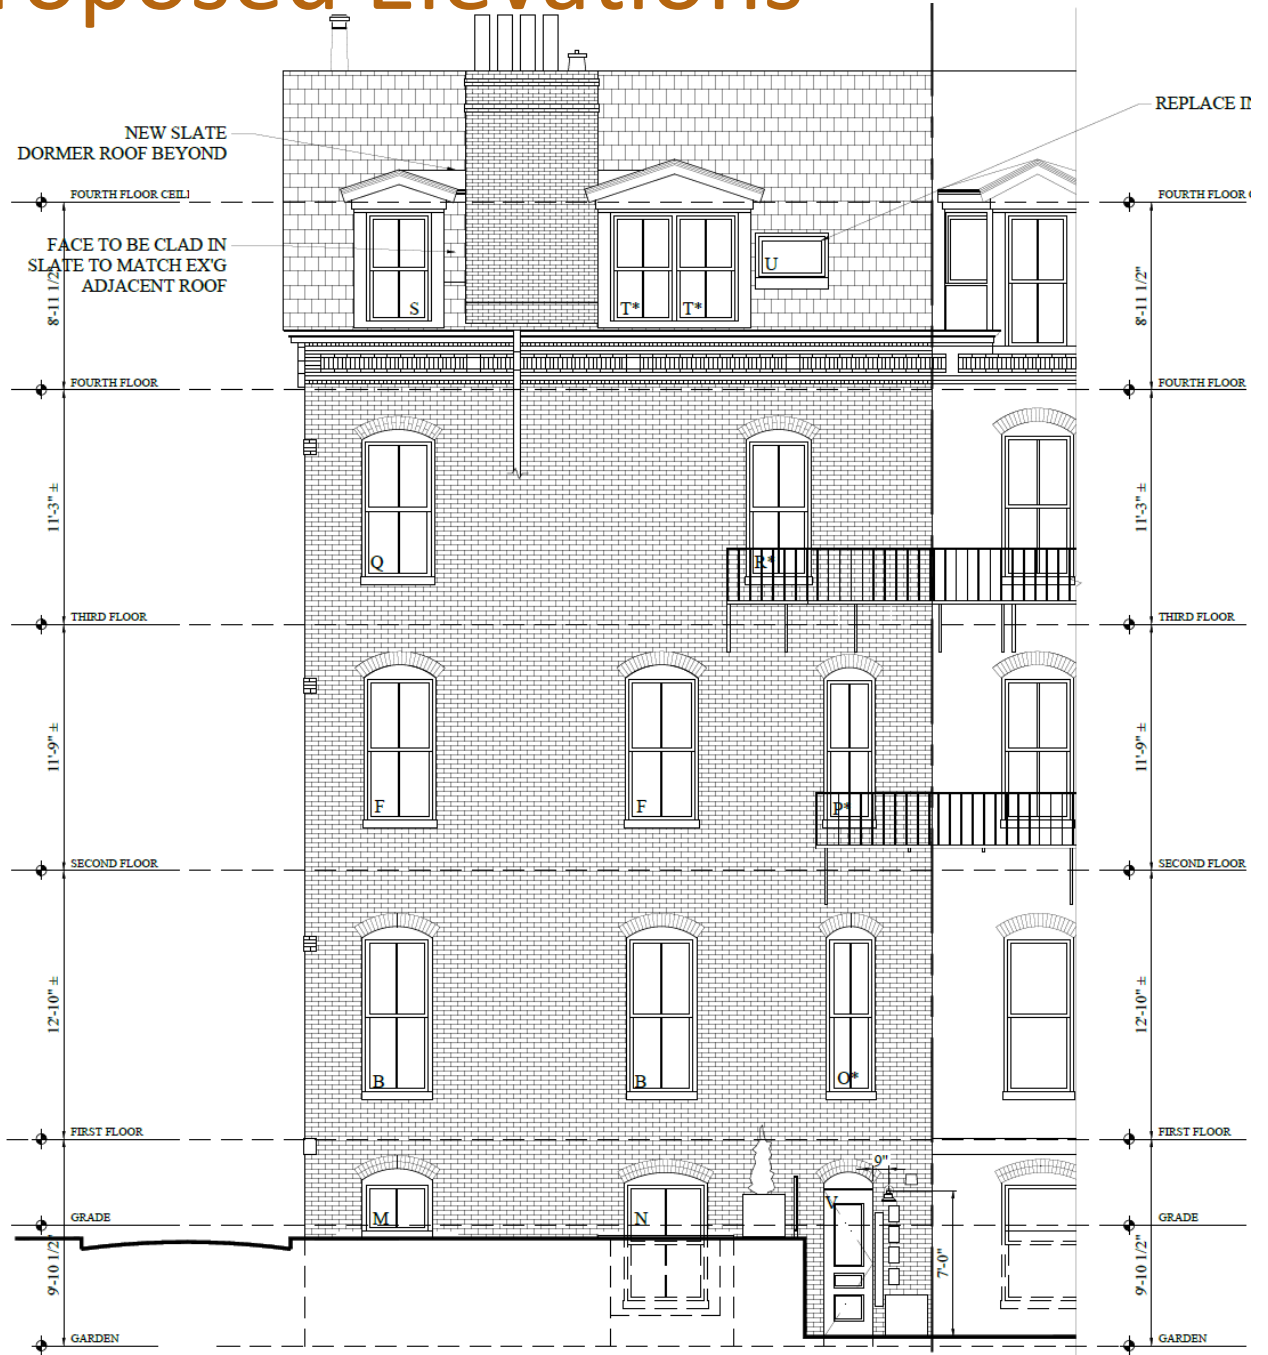 roposed Elevations
REPLACE IN
NEW SLATE
DORMER ROOF BEYOND
FOURTH FLOOR CEILI
FOURTH FLOOR C
FACE TO BE CLAD IN
SLATE TO MATCH EX'G
ADJACENT ROOF
U
S
T*
T*
8'-11 1/2"
8'-11 1/2"
FOURTH FLOOR
FOURTH FLOOR
11'-3" ±
11'-3" ±
Q
R*
THIRD FLOOR
THIRD FLOOR
11'-9" ±
11'-9" ±
F
F
P*
SECOND FLOOR
SECOND FLOOR
12'-10" ±
12'-10" ±
B
B
O*
FIRST FLOOR
FIRST FLOOR
9"
V
M
N
GRADE
GRADE
9'-10 1/2"
7'-0"
9'-10 1/2"
GARDEN
GARDEN